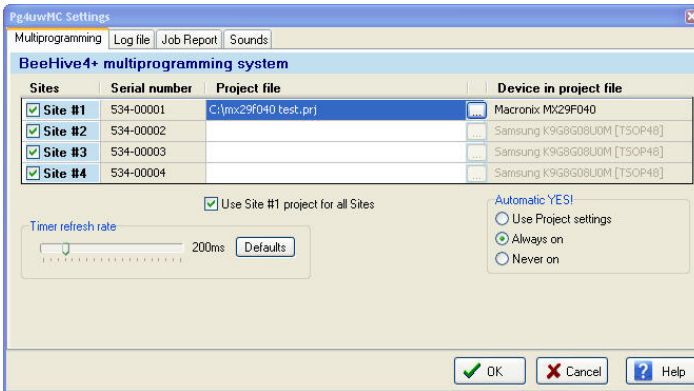 Pg4uwMC Settings
Multiprogramming Log file Job Report Sounds
BeeHive4+ multiprogramming system
Sites Serial number Project file Device in project file
Site #1 534-00001 C:\mx29f040 test.prj ... Macronix MX29F040
Site #2 534-00002 ... Samsung K9G8G08U0M [TSOP48]
Site #3 534-00003 ... Samsung K9G8G08U0M [TSOP48]
Site #4 534-00004 ... Samsung K9G8G08U0M [TSOP48]
Use Site #1 project for all Sites
Automatic YES!
Use Project settings
Always on
Never on
Timer refresh rate
200ms Defaults
OK Cancel ? Help